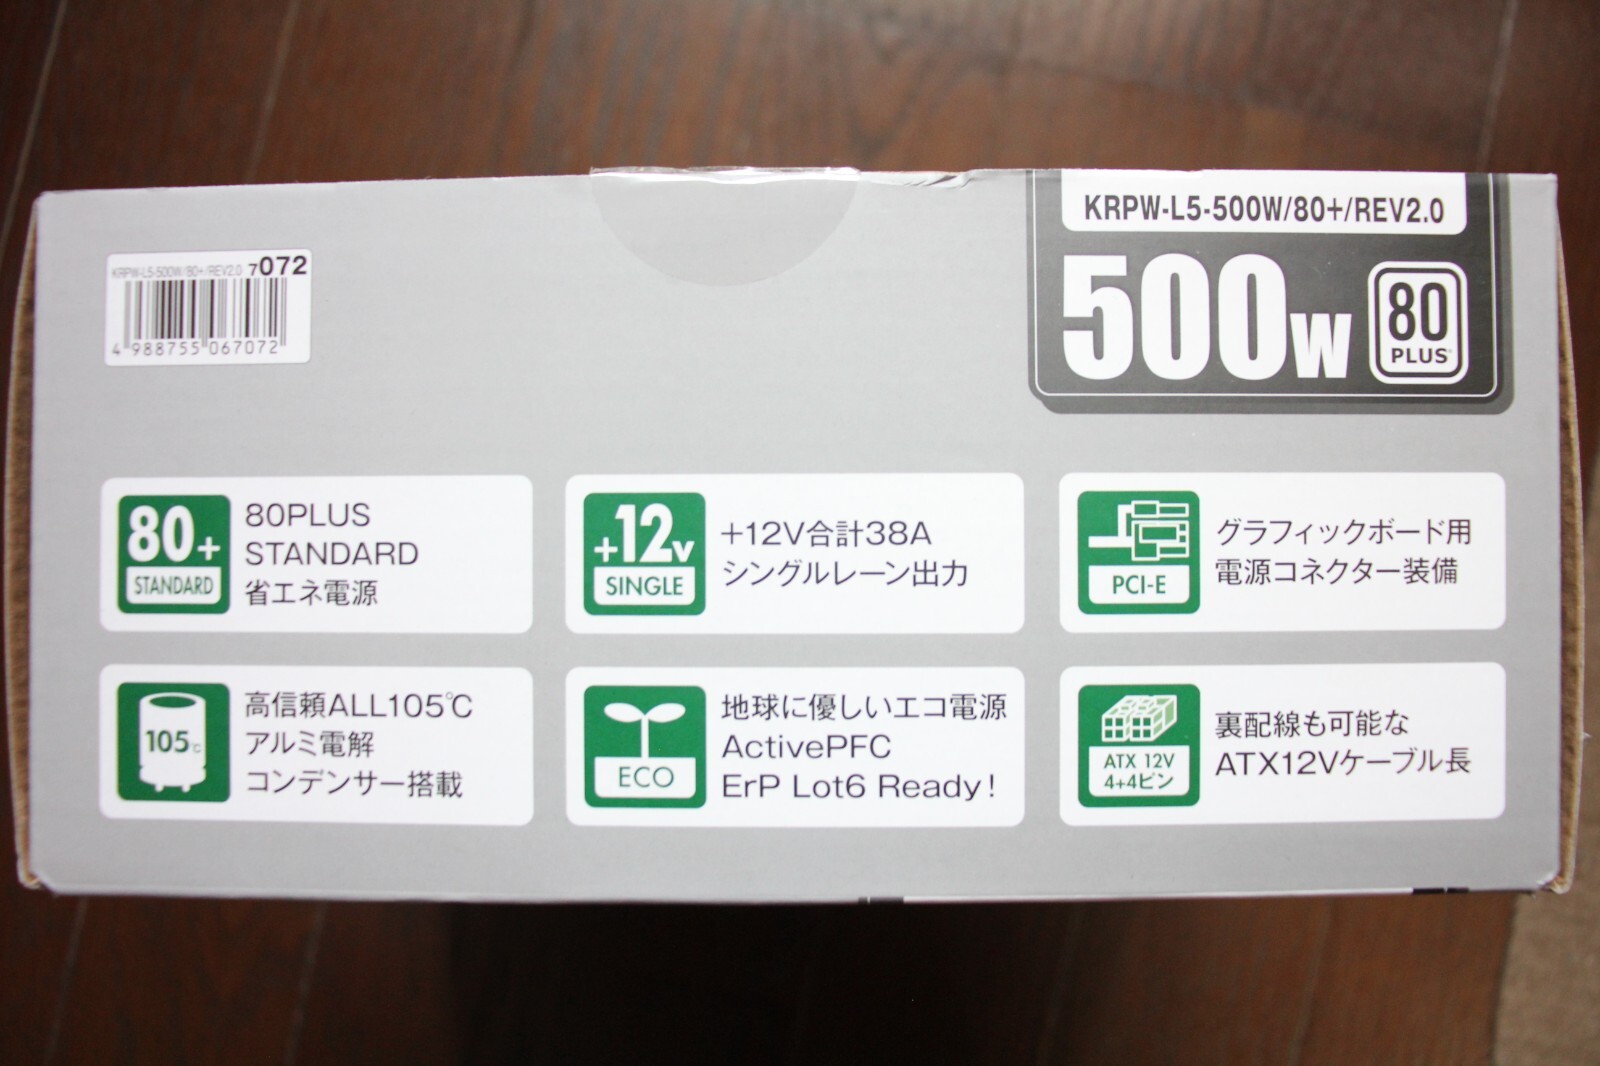 KRPW-L5-500W/80+/REV2.0
500W
80
PLUS
KRPW-L5-500W/80+/REV2.0 7072
4 988755 067072
80+
STANDARD
80PLUS
STANDARD
省エネ電源
+12V
SINGLE
+12V合計38A
シングルレーン出力
PCI-E
グラフィックボード用
電源コネクター装備
105℃
高信頼ALL105℃
アルミ電解
コンデンサー搭載
ECO
地球に優しいエコ電源
ActivePFC
ErP Lot6 Ready!
ATX 12V
4+4ピン
裏配線も可能な
ATX12Vケーブル長